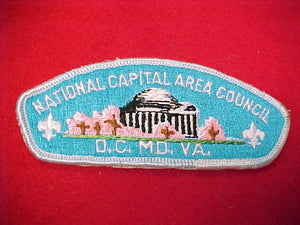 NATIONAL CAPITAL AREA COUNCIL
D.C. MD. VA.